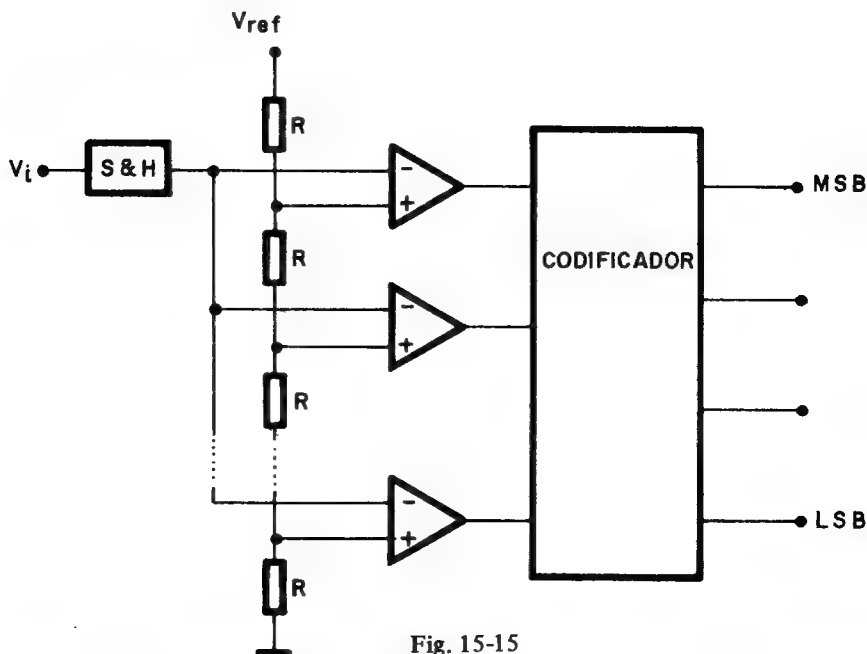 Vref
R
Vi
S & H
-
+
MSB
R
CODIFICADOR
-
+
R
-
+
LSB
R
Fig. 15-15